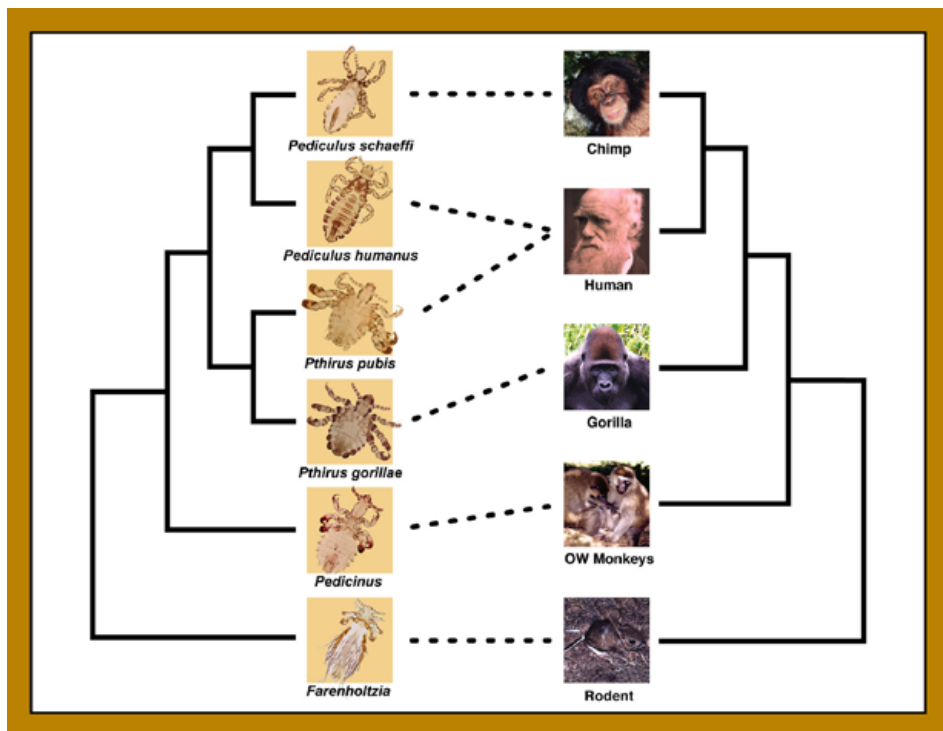 Pediculus schaeffi
Chimp
Pediculus humanus
Human
Pthirus pubis
Gorilla
Pthirus gorillae
OW Monkeys
Pedicinus
Farenholtzia
Rodent